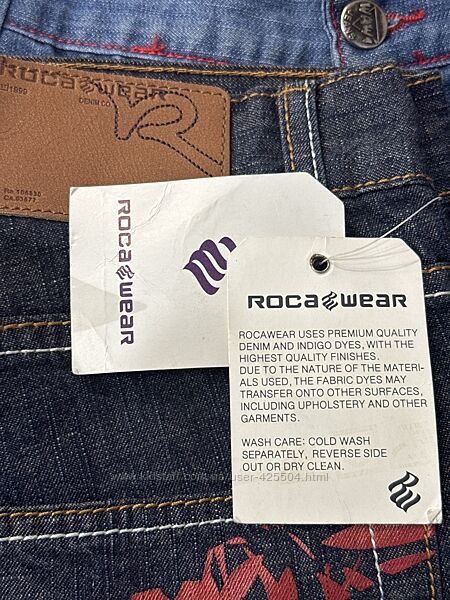 ROCAWEAR
1999
DENIM CO
ROCAWEAR
ROCAWEAR
ROCAWEAR USES PREMIUM QUALITY
DENIM AND INDIGO DYES, WITH THE
HIGHEST QUALITY FINISHES.
DUE TO THE NATURE OF THE MATERI-
ALS USED, THE FABRIC DYES MAY
TRANSFER ONTO OTHER SURFACES,
INCLUDING UPHOLSTERY AND OTHER
GARMENTS.
WASH CARE: COLD WASH
SEPARATELY, REVERSE SIDE
OUT OR DRY CLEAN.